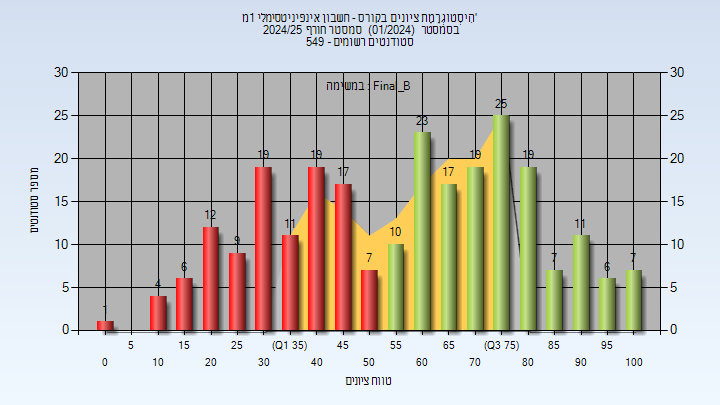 היסטוגרמת ציונים בקורס - חשבון אינפיניטסימלי 1מ'
בסמסטר (01/2024) סמסטר חורף 2024/25
סטודנטים רשומים - 549
במשימה : Final_B
מספר סטודנטים
30 25 20 15 10 5 0
30 25 20 15 10 5 0
1 4 6 12 9 19 11 19 17 7 10 23 17 19 25 19 7 11 6 7
5 15 25 (Q1 35) 45 55 65 (Q3 75) 85 95
0 10 20 30 40 50 60 70 80 90 100
טווח ציונים